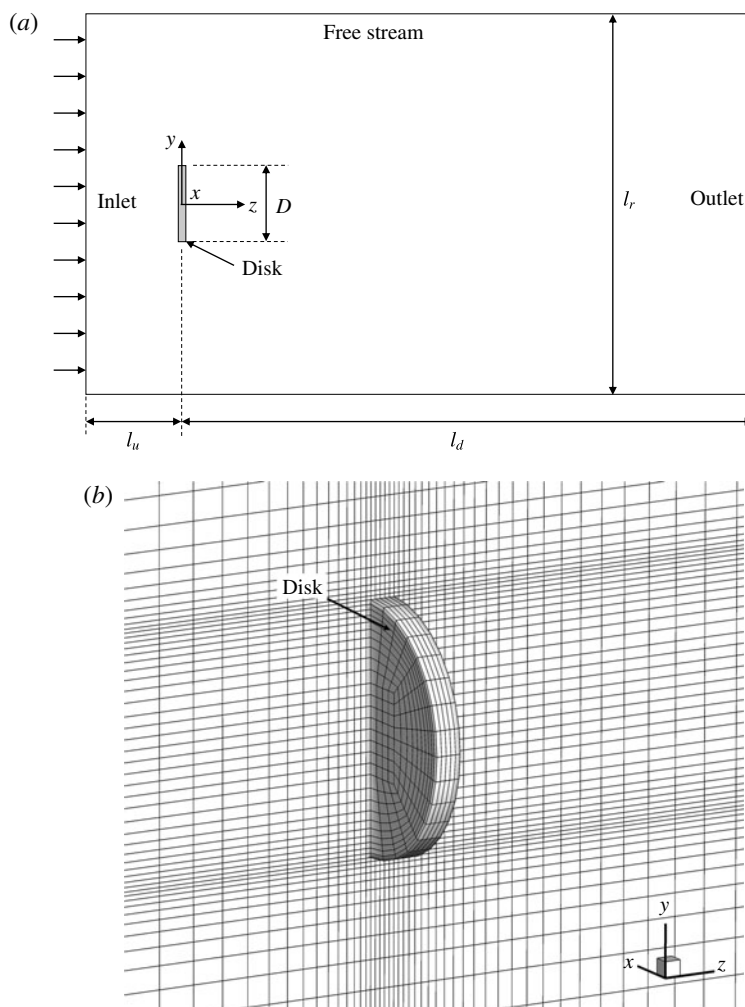 (a)
Free stream
y
x
Inlet
z
D
l_r
Outlet
Disk
l_u
l_d
(b)
Disk
y
x
z